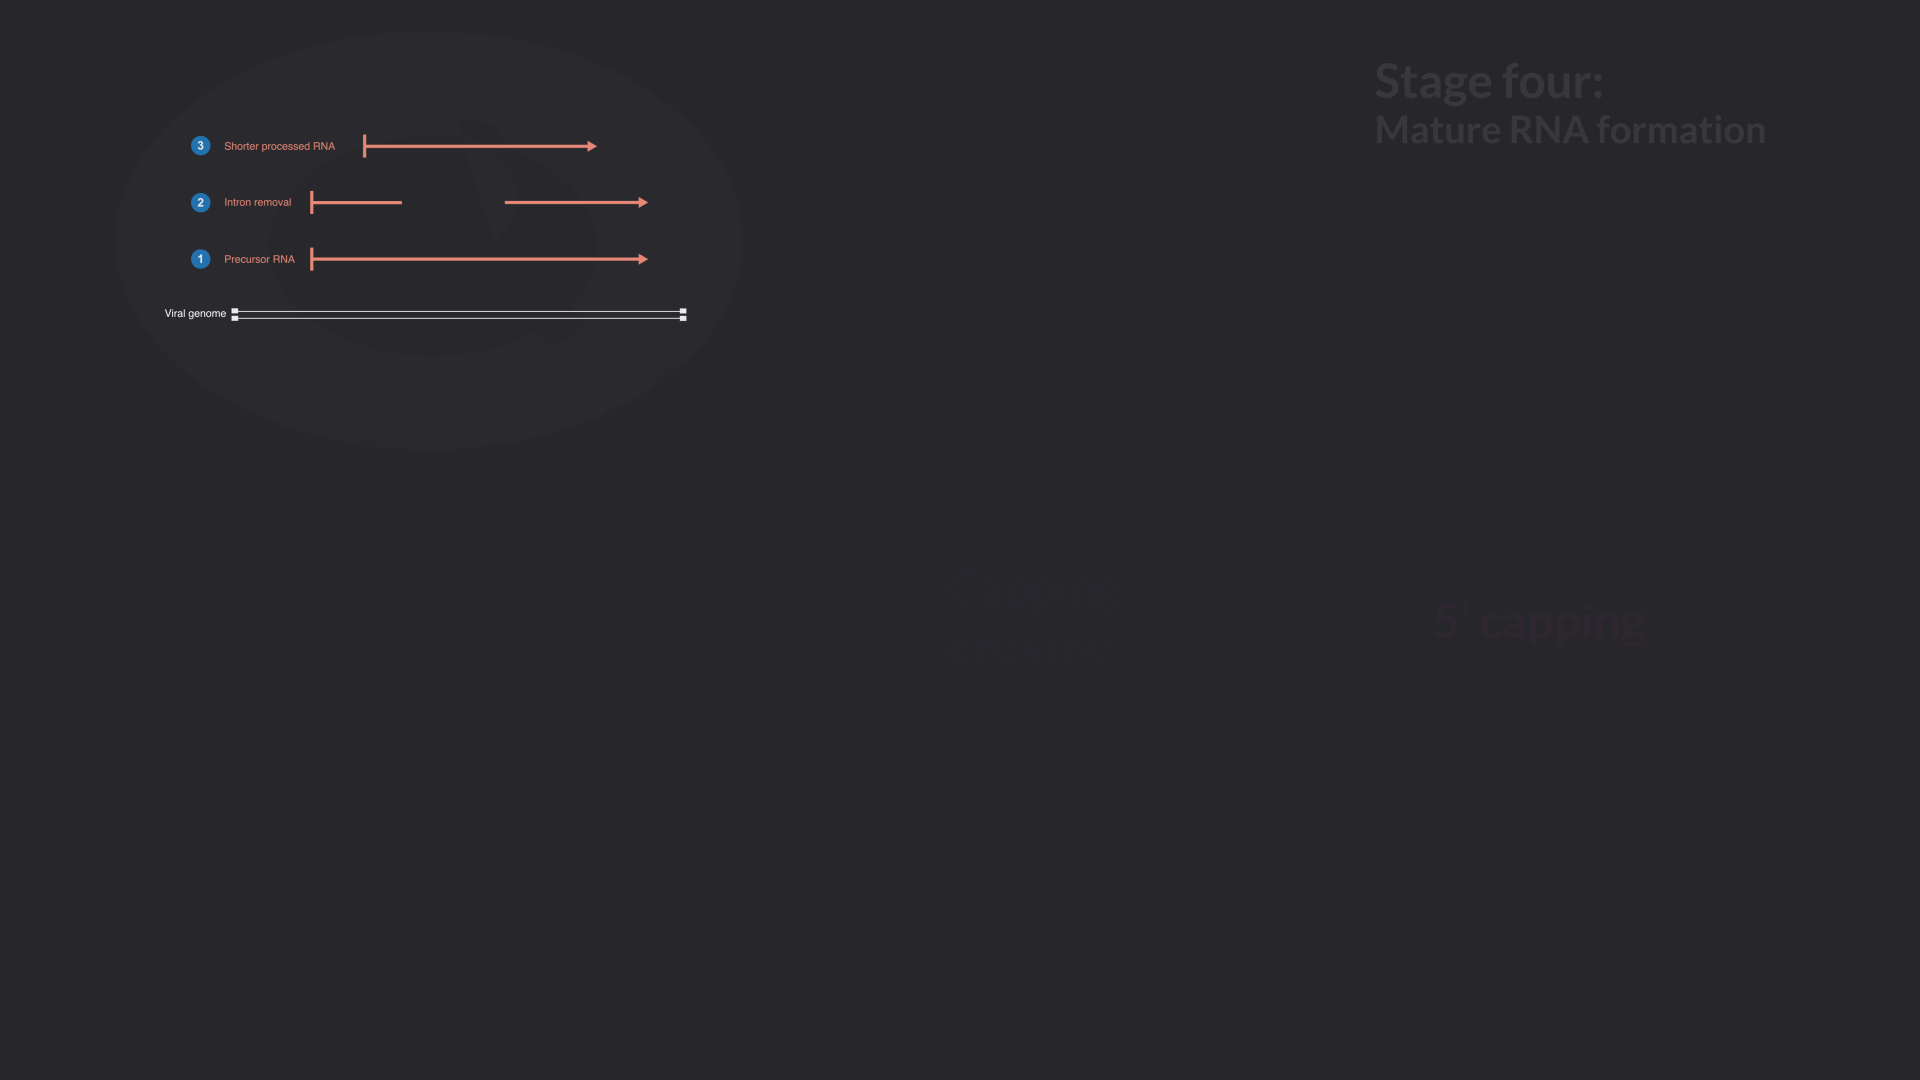 Stage four:
Mature RNA formation
3 Shorter processed RNA
2 Intron removal
1 Precursor RNA
Viral genome
Capping
enzyme
5' capping